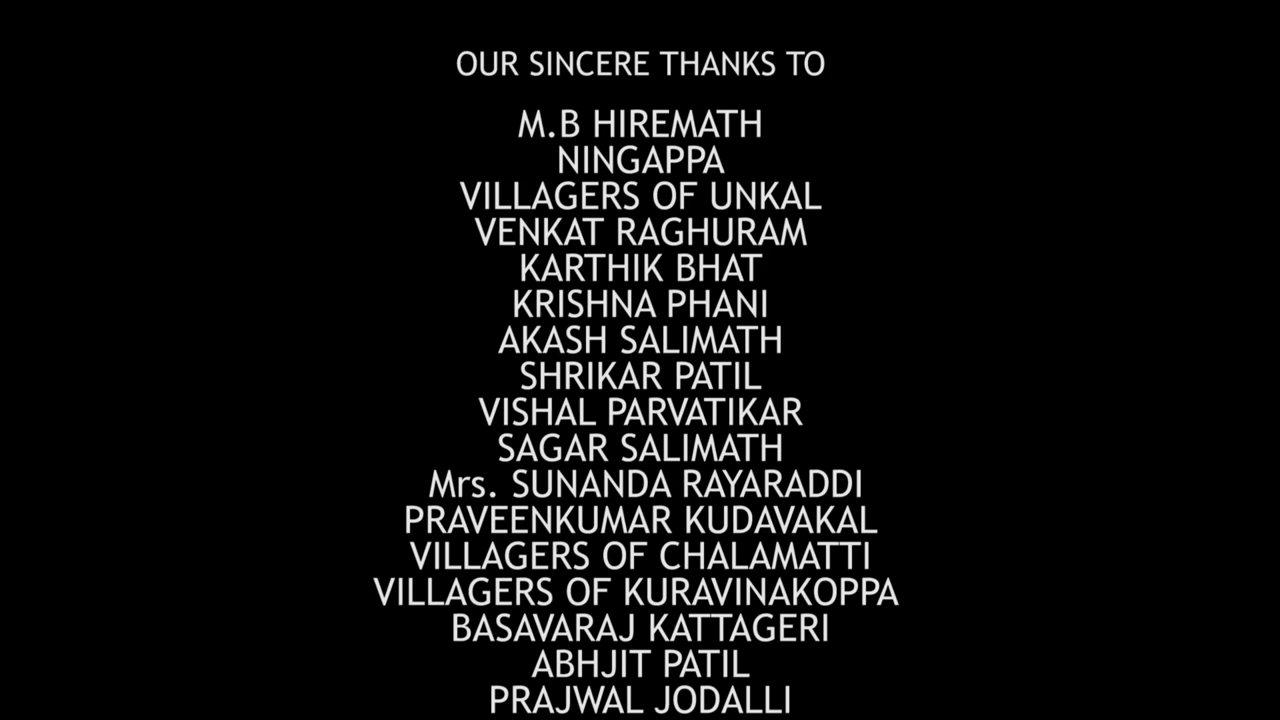 OUR SINCERE THANKS TO
M.B HIREMATH
NINGAPPA
VILLAGERS OF UNKAL
VENKAT RAGHURAM
KARTHIK BHAT
KRISHNA PHANI
AKASH SALIMATH
SHRIKAR PATIL
VISHAL PARVATIKAR
SAGAR SALIMATH
Mrs. SUNANDA RAYARADDI
PRAVEENKUMAR KUDAVAKAL
VILLAGERS OF CHALAMATTI
VILLAGERS OF KURAVINAKOPPA
BASAVARAJ KATTAGERI
ABHJIT PATIL
PRAJWAL JODALLI